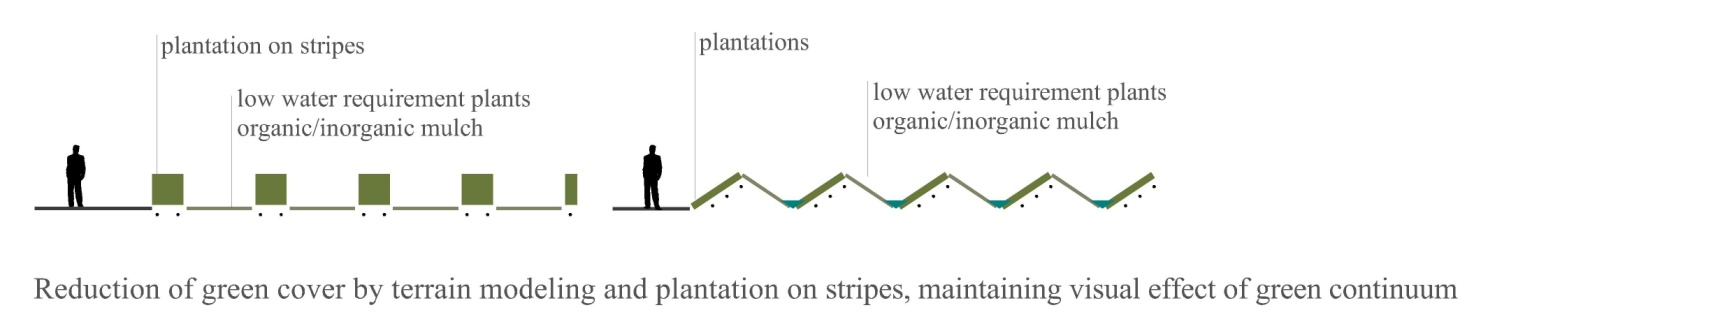 plantation on stripes
low water requirement plants
organic/inorganic mulch
plantations
low water requirement plants
organic/inorganic mulch
Reduction of green cover by terrain modeling and plantation on stripes, maintaining visual effect of green continuum